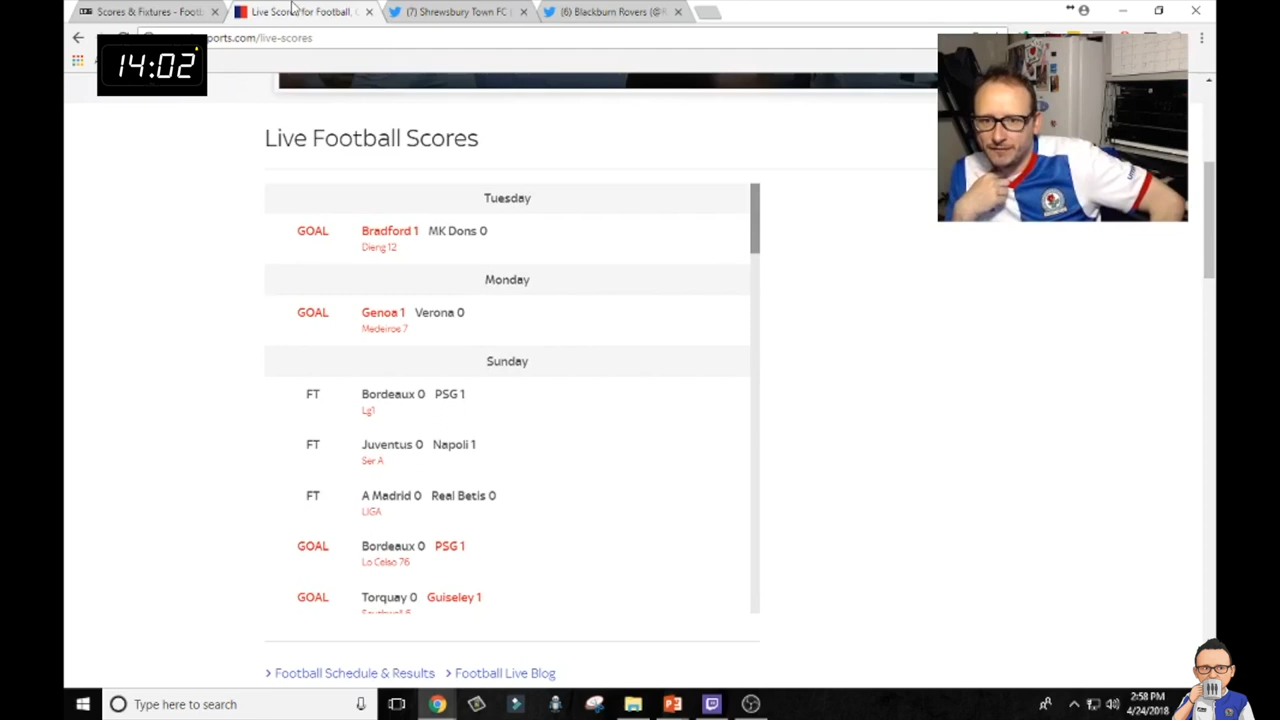 Scores & Fixtures - Footb
Live Score for Football, G
(7) Shrewsbury Town FC
(6) Blackburn Rovers (@
14:02
ports.com/live-scores
Live Football Scores
Tuesday
GOAL Bradford 1 MK Dons 0
Dieng 12
Monday
GOAL Genoa 1 Verona 0
Medeiros 7
Sunday
FT Bordeaux 0 PSG 1
Lg1
FT Juventus 0 Napoli 1
Ser A
FT A Madrid 0 Real Betis 0
LIGA
GOAL Bordeaux 0 PSG 1
Lo Celso 76
GOAL Torquay 0 Guiseley 1
> Football Schedule & Results > Football Live Blog
Type here to search
2:58 PM
4/24/2018